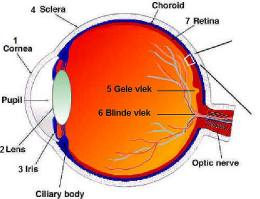 4 Sclera
Choroid
7 Retina
1
Cornea
5 Gele vlek
Pupil
6 Blinde vlek
2 Lens
3 Iris
Optic nerve
Ciliary body